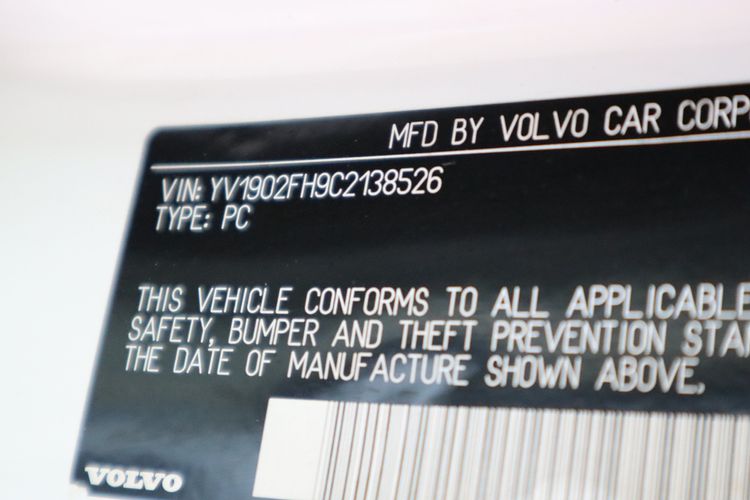 MFD BY VOLVO CAR CORP
VIN: YV1902FH9C2138526
TYPE: PC
THIS VEHICLE CONFORMS TO ALL APPLICABLE
SAFETY, BUMPER AND THEFT PREVENTION STA
THE DATE OF MANUFACTURE SHOWN ABOVE.
VOLVO